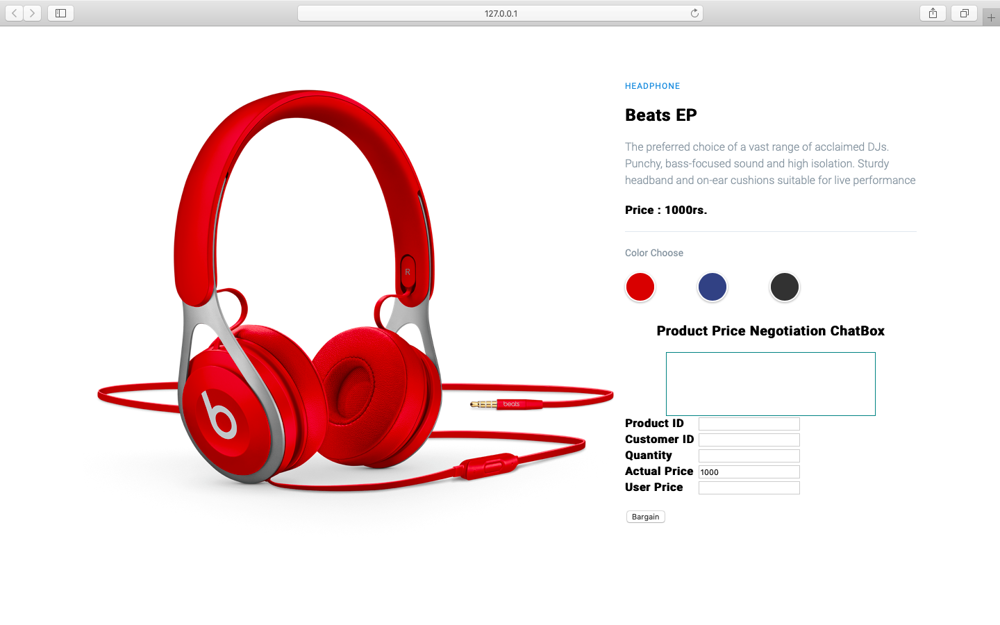 127.0.0.1
HEADPHONE
Beats EP
The preferred choice of a vast range of acclaimed DJs.
Punchy, bass-focused sound and high isolation. Sturdy
headband and on-ear cushions suitable for live performance
Price : 1000rs.
Color Choose
R
Product Price Negotiation ChatBox
beats
b
Product ID
Customer ID
Quantity
Actual Price 1000
User Price
Bargain